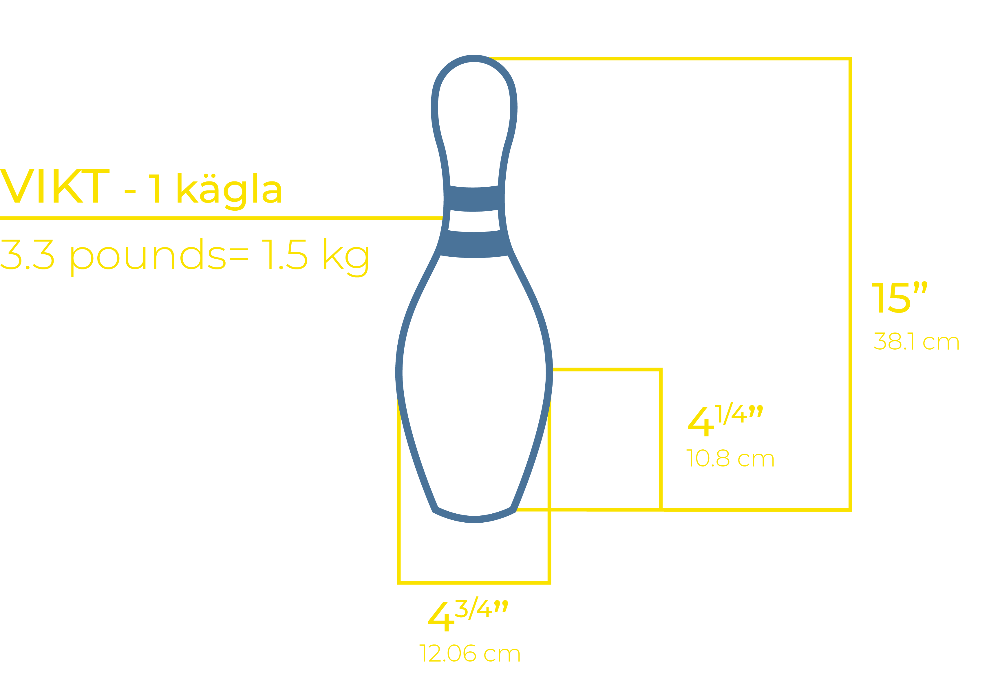 VIKT - 1 kägla
3.3 pounds= 1.5 kg
15”
38.1 cm
4 1/4”
10.8 cm
4 3/4”
12.06 cm